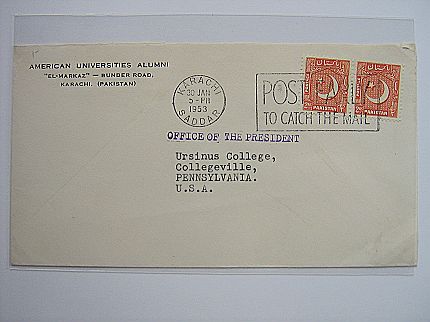 AMERICAN UNIVERSITIES ALUMNI
"EL-MARKAZ" — BUNDER ROAD,
KARACHI. (PAKISTAN)
KARACHI
30 JAN
5-PM
1953
SADDAR
POST EARLY
TO CATCH THE MAIL
PAKISTAN
PAKISTAN
OFFICE OF THE PRESIDENT
Ursinus College,
Collegeville,
PENNSYLVANIA.
U.S.A.